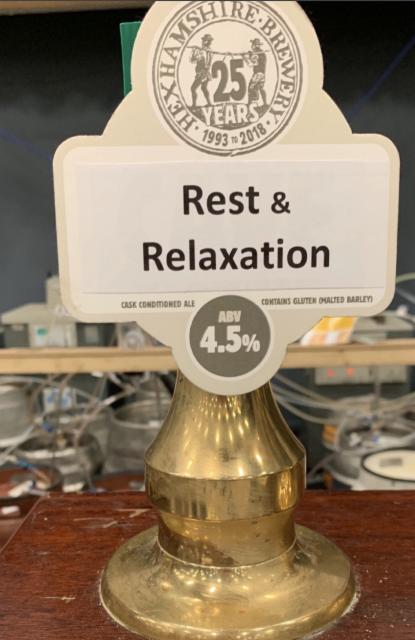 HEXHAMSHIRE · BREWERY ·
25
YEARS
1993 TO 2018
Rest &
Relaxation
CASK CONDITIONED ALE
CONTAINS GLUTEN (MALTED BARLEY)
ABV
4.5%